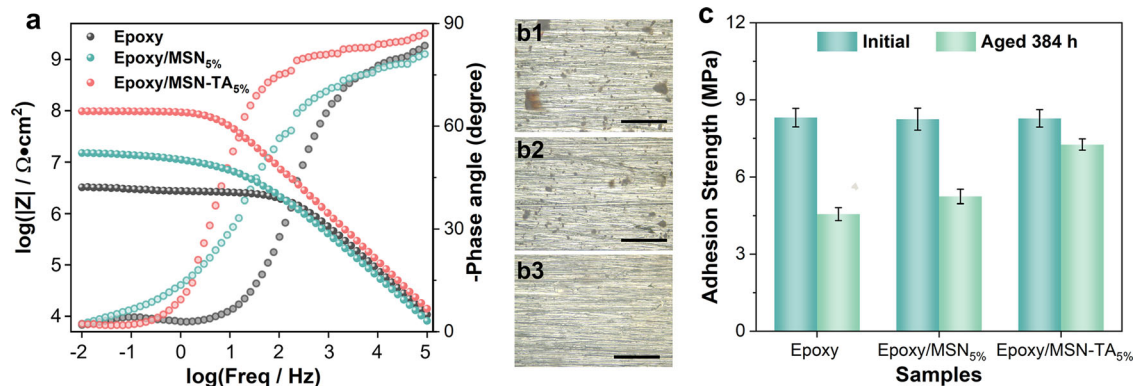 a
Epoxy
Epoxy/MSN5%
Epoxy/MSN-TA5%
log(|Z| / Ω•cm²)
9
8
7
6
5
4
-2
-1
0
1
2
3
4
5
log(Freq / Hz)
90
60
30
0
-Phase angle (degree)
b1
b2
b3
c
Initial
Aged 384 h
Adhesion Strength (MPa)
12
9
6
3
0
Epoxy
Epoxy/MSN5%
Epoxy/MSN-TA5%
Samples